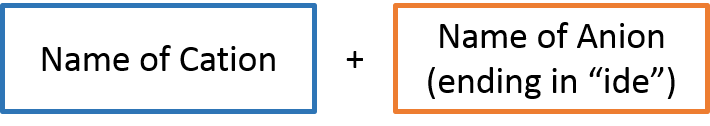 Name of Cation
+
Name of Anion
(ending in “ide”)